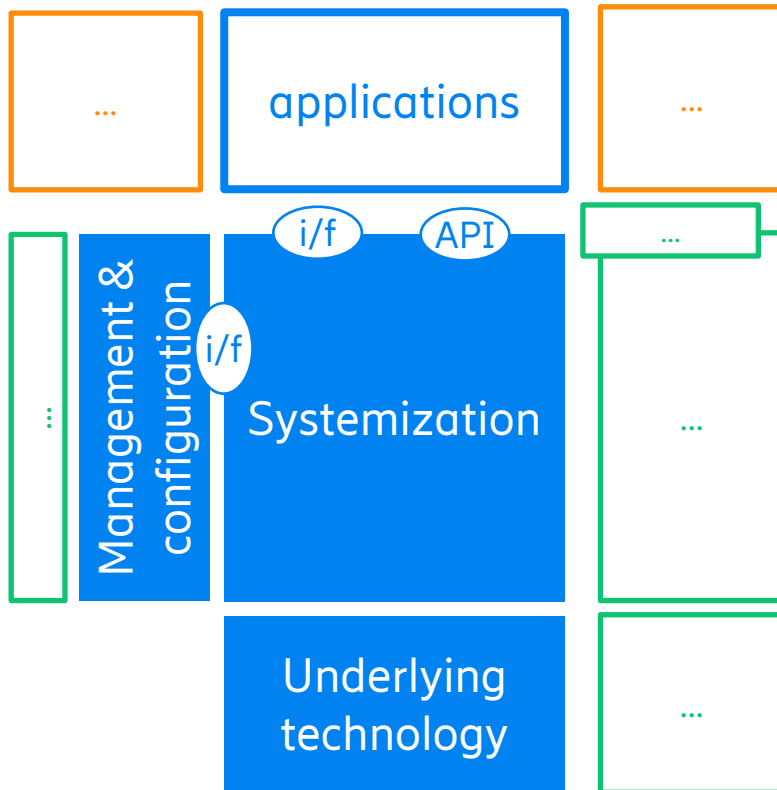 ...
applications
...
i/f
API
...
Management &
configuration
i/f
...
Systemization
...
Underlying
technology
...